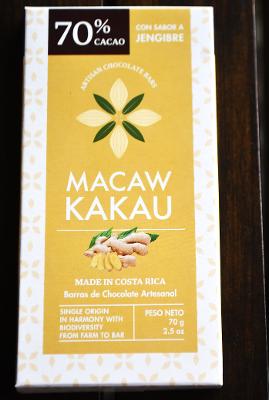 70%
CACAO
CON SABOR A
JENGIBRE
ARTISAN CHOCOLATE BARS
MACAW
KAKAU
MADE IN COSTA RICA
Barras de Chocolate Artesanal
SINGLE ORIGIN
IN HARMONY WITH
BIODIVERSITY
FROM FARM TO BAR
PESO NETO
70 g
2.5 oz